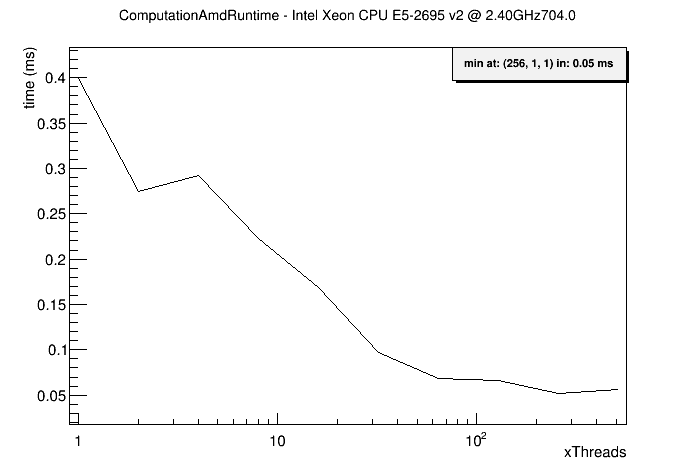 ComputationAmdRuntime - Intel Xeon CPU E5-2695 v2 @ 2.40GHz704.0
time (ms)
min at: (256, 1, 1) in: 0.05 ms
0.4
0.35
0.3
0.25
0.2
0.15
0.1
0.05
1 10 10²
xThreads